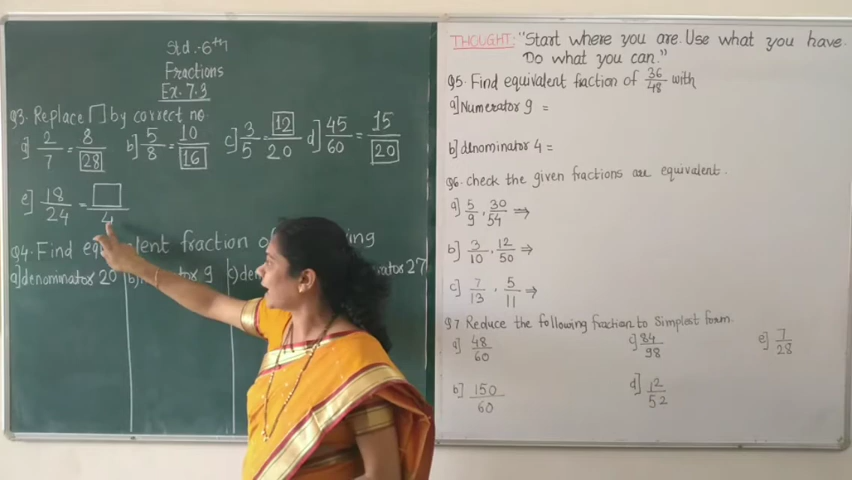 Std.-6th
Fractions
Ex. 7.3
Q3. Replace □ by correct no
a] 2/7 = 8/28 b] 5/8 = 10/16 c] 3/5 = 12/20 d] 45/60 = 15/20
e] 18/24 = □/4
Q4. Find equivalent fraction of
a] denominator 20 b] 9 c] 27
THOUGHT: "Start where you are. Use what you have.
Do what you can."
Q5. Find equivalent fraction of 36/48 with
a] Numerator 9 =
b] denominator 4 =
Q6. check the given fractions are equivalent.
a] 5/9, 30/54 ⇒
b] 3/10, 12/50 ⇒
c] 7/13, 5/11 ⇒
Q7 Reduce the following fraction to Simplest form.
a] 48/60 c] 84/98 e] 7/28
b] 150/60 d] 12/52